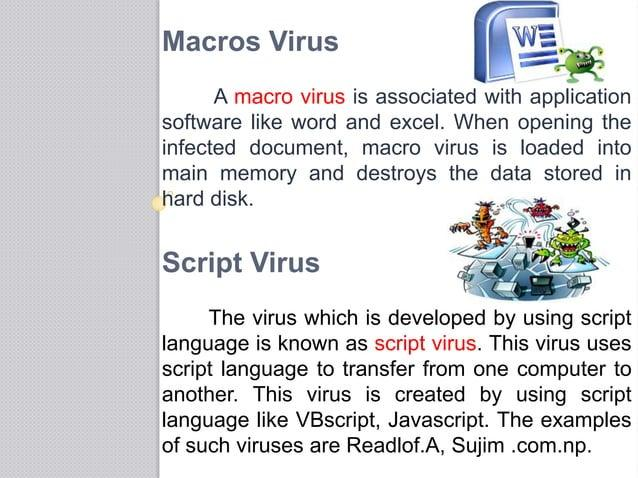 Macros Virus
W
A macro virus is associated with application
software like word and excel. When opening the
infected document, macro virus is loaded into
main memory and destroys the data stored in
hard disk.
Script Virus
The virus which is developed by using script
language is known as script virus. This virus uses
script language to transfer from one computer to
another. This virus is created by using script
language like VBscript, Javascript. The examples
of such viruses are Readlof.A, Sujim .com.np.